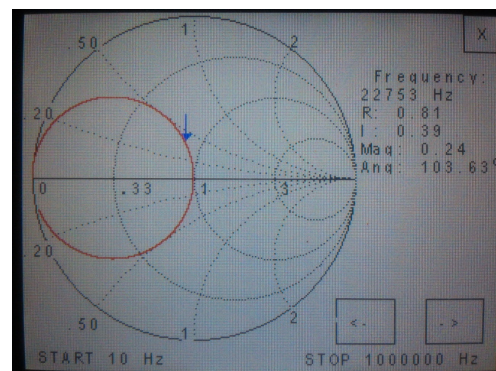 X
.50
1
2
Frequency:
22753 Hz
R: 0.81
I : 0.39
Mag: 0.24
Ang: 103.63°
.20
0
.33
1
3
.20
.50
1
2
<-
->
START 10 Hz
STOP 1000000 Hz